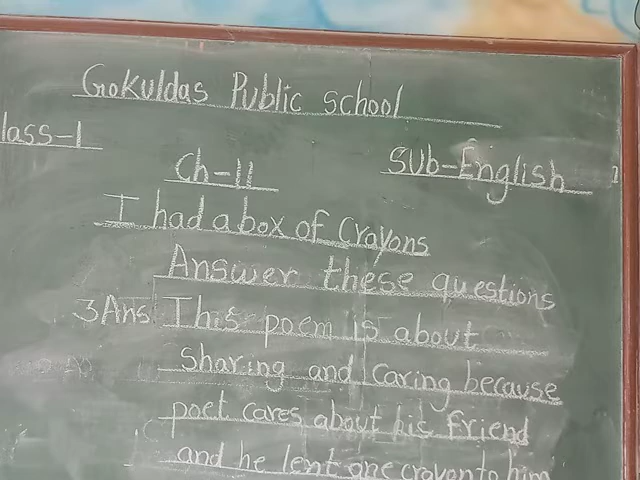 Gokuldas Public School
lass-1
Sub-English
Ch-11
I had a box of Crayons
Answer these questions
3Ans This poem is about
Sharing and Caring because
poet cares about his friend
and he lent one crayon to him